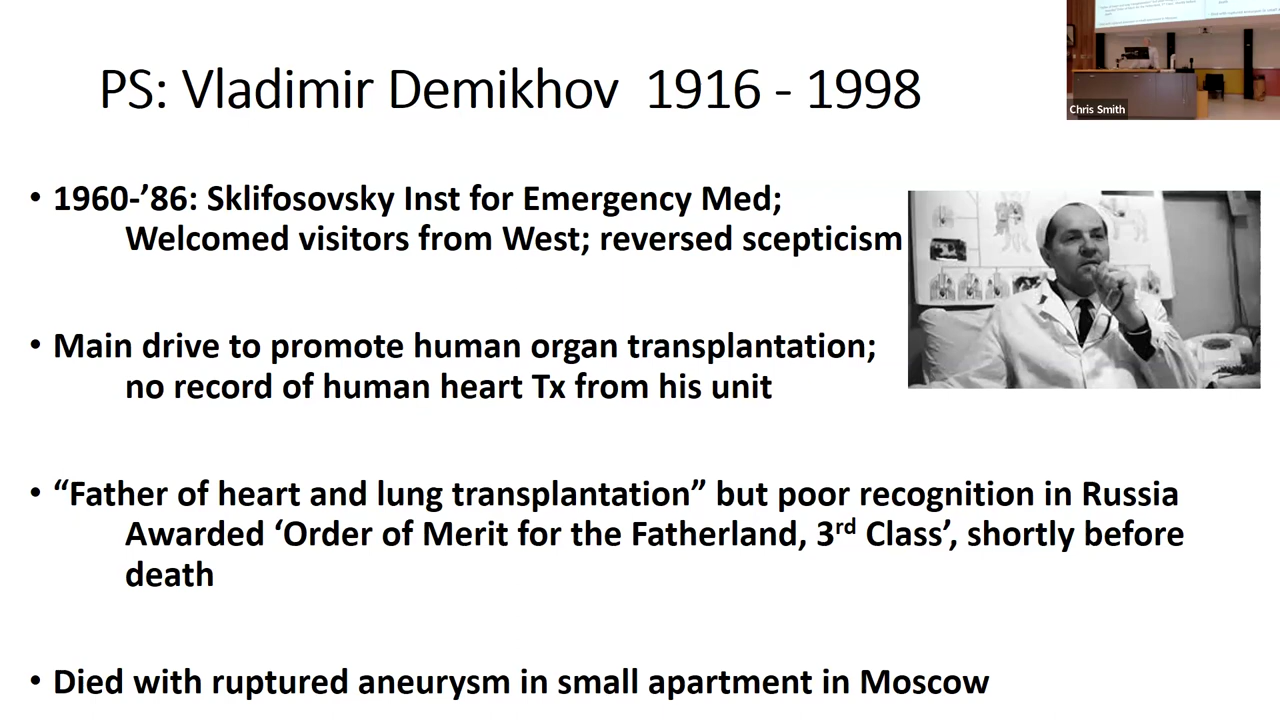 PS: Vladimir Demikhov 1916 - 1998
Chris Smith
• 1960-’86: Sklifosovsky Inst for Emergency Med;
Welcomed visitors from West; reversed scepticism
• Main drive to promote human organ transplantation;
no record of human heart Tx from his unit
• “Father of heart and lung transplantation” but poor recognition in Russia
Awarded ‘Order of Merit for the Fatherland, 3rd Class’, shortly before
death
• Died with ruptured aneurysm in small apartment in Moscow